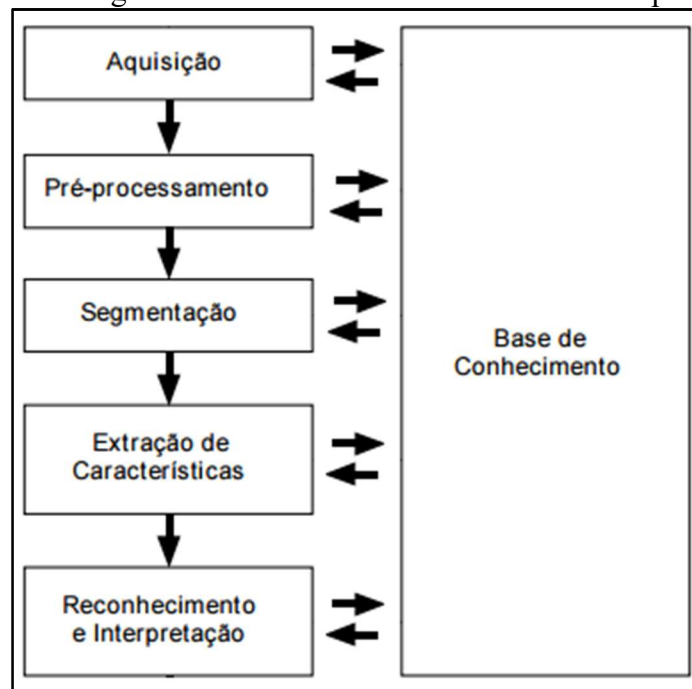 Aquisição
Pré-processamento
Segmentação
Base de
Conhecimento
Extração de
Características
Reconhecimento
e Interpretação